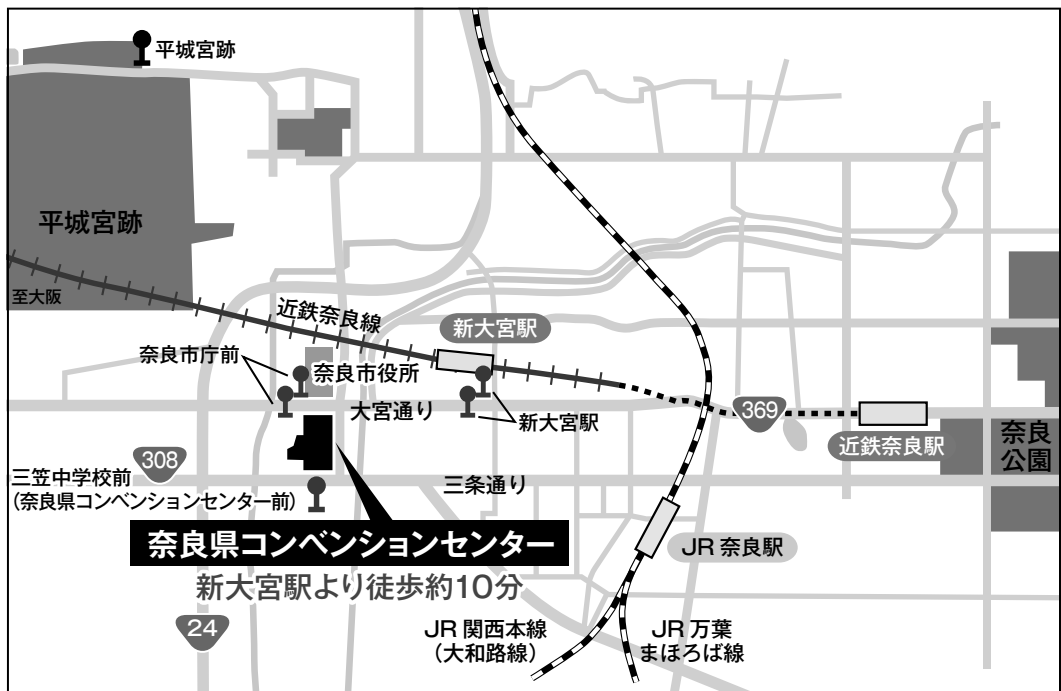 平城宮跡
平城宮跡
至大阪
近鉄奈良線
新大宮駅
奈良市庁前
奈良市役所
大宮通り
新大宮駅
369
近鉄奈良駅
奈良
公園
308
三笠中学校前
(奈良県コンベンションセンター前)
三条通り
奈良県コンベンションセンター
新大宮駅より徒歩約10分
JR 奈良駅
24
JR 関西本線
(大和路線)
JR 万葉
まほろば線